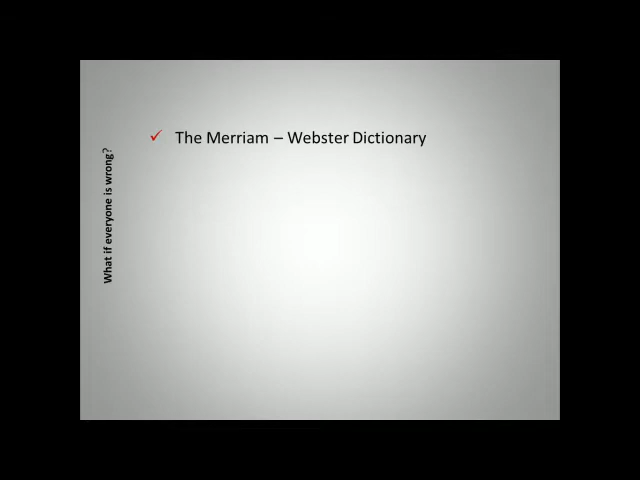 What if everyone is wrong?
The Merriam – Webster Dictionary